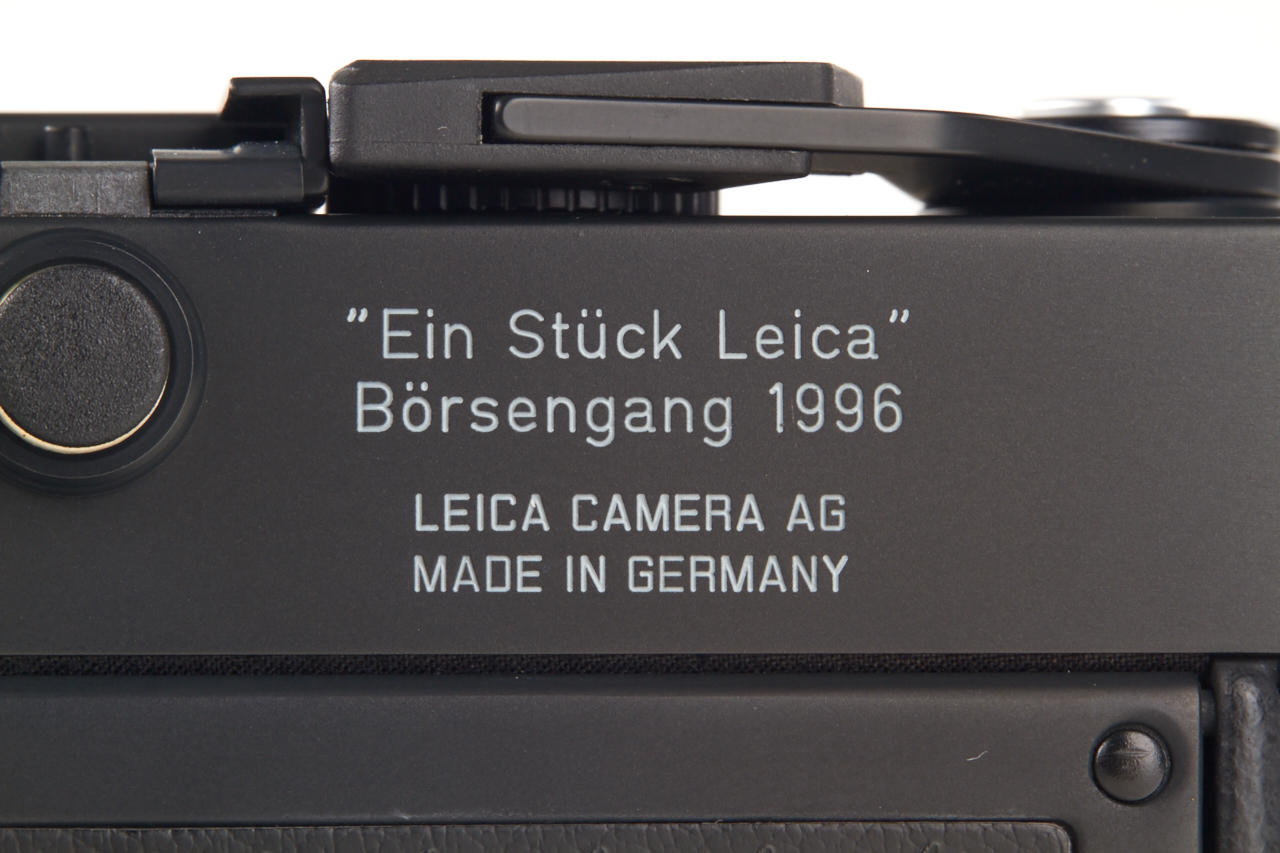 "Ein Stück Leica"
Börsengang 1996
LEICA CAMERA AG
MADE IN GERMANY